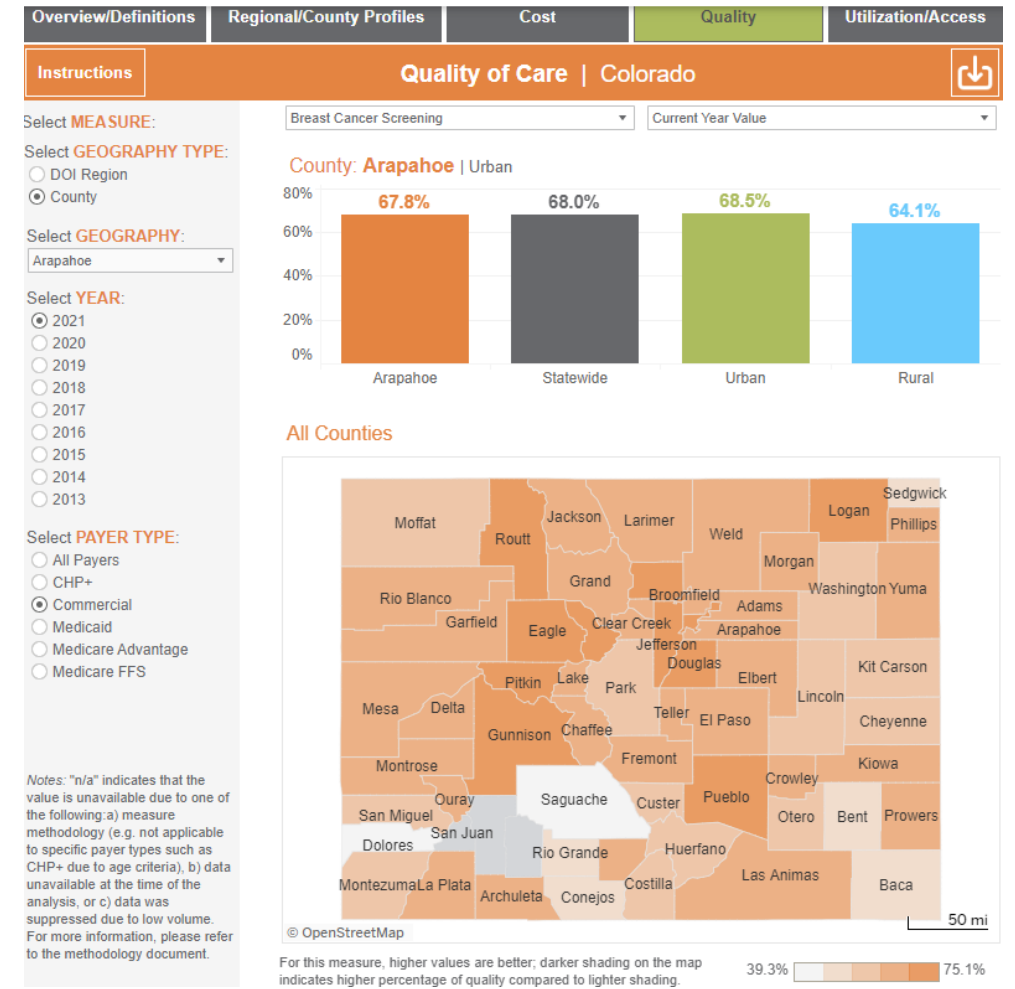 Overview/Definitions
Regional/County Profiles
Cost
Quality
Utilization/Access
Instructions
Quality of Care | Colorado
Select MEASURE:
Breast Cancer Screening
Current Year Value
Select GEOGRAPHY TYPE:
DOI Region
County
Select GEOGRAPHY:
Arapahoe
Select YEAR:
2021
2020
2019
2018
2017
2016
2015
2014
2013
Select PAYER TYPE:
All Payers
CHP+
Commercial
Medicaid
Medicare Advantage
Medicare FFS
Notes: "n/a" indicates that the
value is unavailable due to one of
the following:a) measure
methodology (e.g. not applicable
to specific payer types such as
CHP+ due to age criteria), b) data
unavailable at the time of the
analysis, or c) data was
suppressed due to low volume.
For more information, please refer
to the methodology document.
County: Arapahoe | Urban
80%
60%
40%
20%
0%
67.8%
68.0%
68.5%
64.1%
Arapahoe
Statewide
Urban
Rural
All Counties
Moffat
Routt
Jackson
Larimer
Weld
Logan
Sedgwick
Phillips
Morgan
Rio Blanco
Grand
Broomfield
Washington
Yuma
Garfield
Eagle
Clear Creek
Adams
Arapahoe
Jefferson
Douglas
Pitkin
Lake
Park
Elbert
Kit Carson
Lincoln
Mesa
Delta
Gunnison
Chaffee
Teller
El Paso
Cheyenne
Montrose
Fremont
Crowley
Kiowa
Ouray
Saguache
Custer
Pueblo
San Miguel
Otero
Bent
Prowers
Dolores
San Juan
Rio Grande
Huerfano
Montezuma
La Plata
Archuleta
Conejos
Costilla
Las Animas
Baca
50 mi
© OpenStreetMap
For this measure, higher values are better; darker shading on the map
indicates higher percentage of quality compared to lighter shading.
39.3%
75.1%